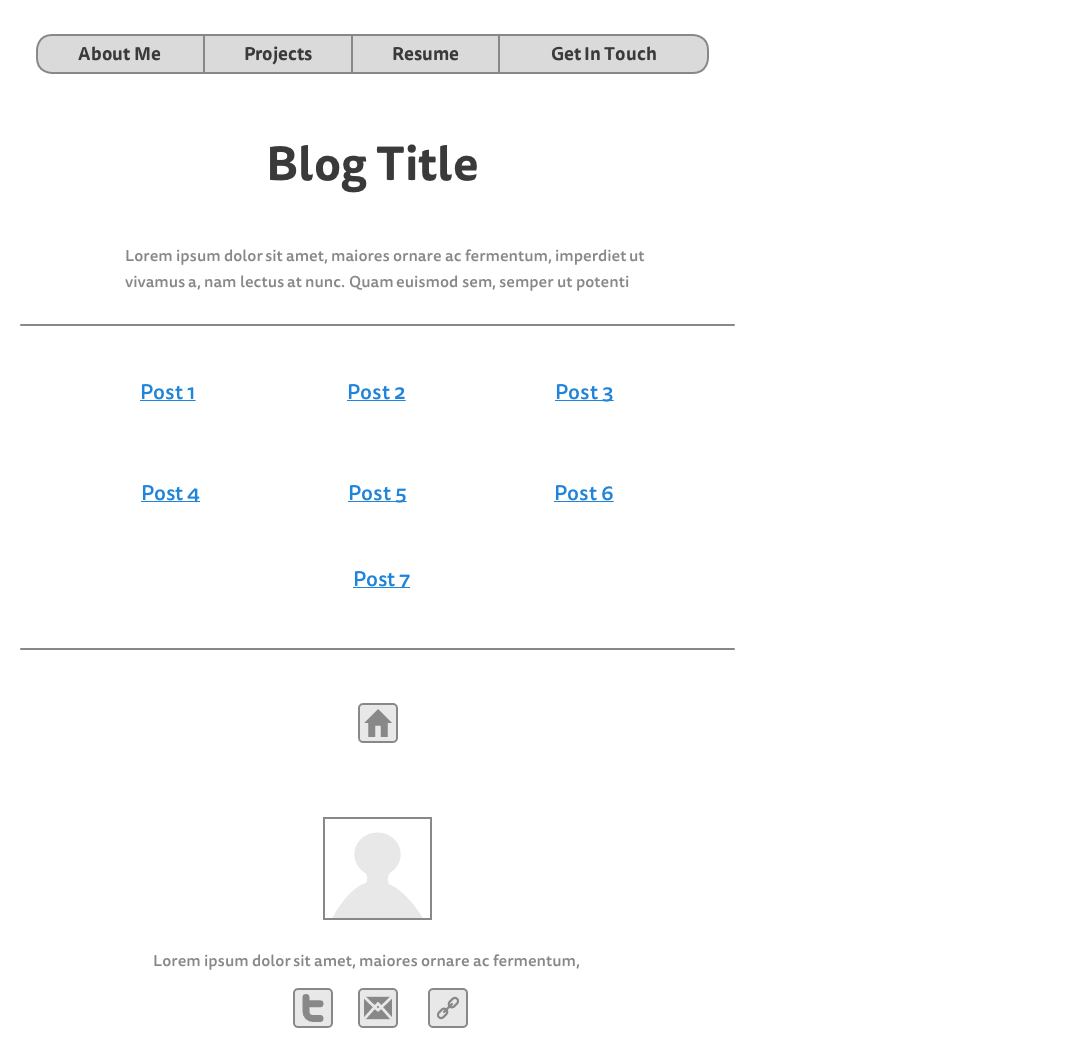 About Me Projects Resume Get In Touch
Blog Title
Lorem ipsum dolor sit amet, maiores ornare ac fermentum, imperdiet ut
vivamus a, nam lectus at nunc. Quam euismod sem, semper ut potenti
Post 1 Post 2 Post 3
Post 4 Post 5 Post 6
Post 7
Lorem ipsum dolor sit amet, maiores ornare ac fermentum,